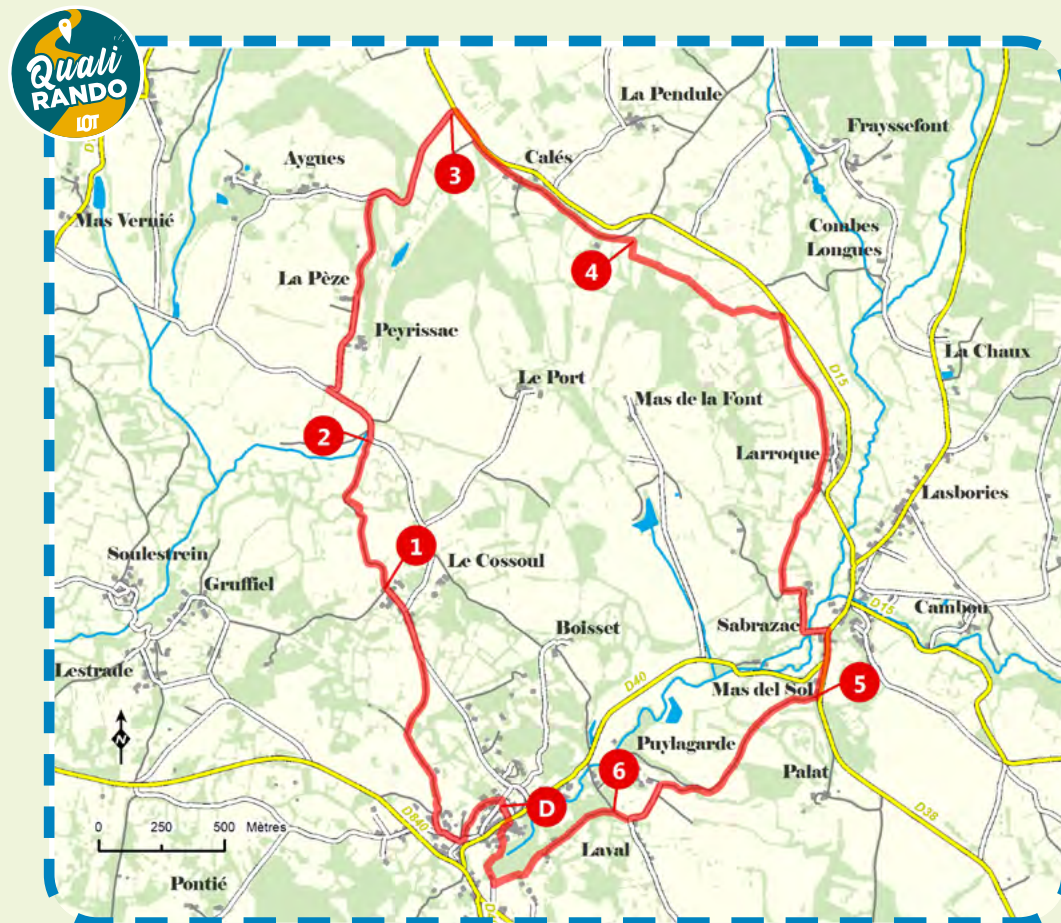 Quali
RANDO
LOT
La Pendule
Frayssefont
Aygues
Calés
3
Mas Vernié
Combes
Longues
4
La Pèze
Peyrissac
La Chaux
D15
Le Port
Mas de la Font
2
Larroque
Lasbories
1
Soulestrein
Le Cossoul
Gruffiel
Cambou
D15
Boisset
Sabrazac
Lestrade
D40
Mas del Sol
5
N
Puylagarde
6
Palat
D
D38
0 250 500 Mètres
D840
Laval
Pontié